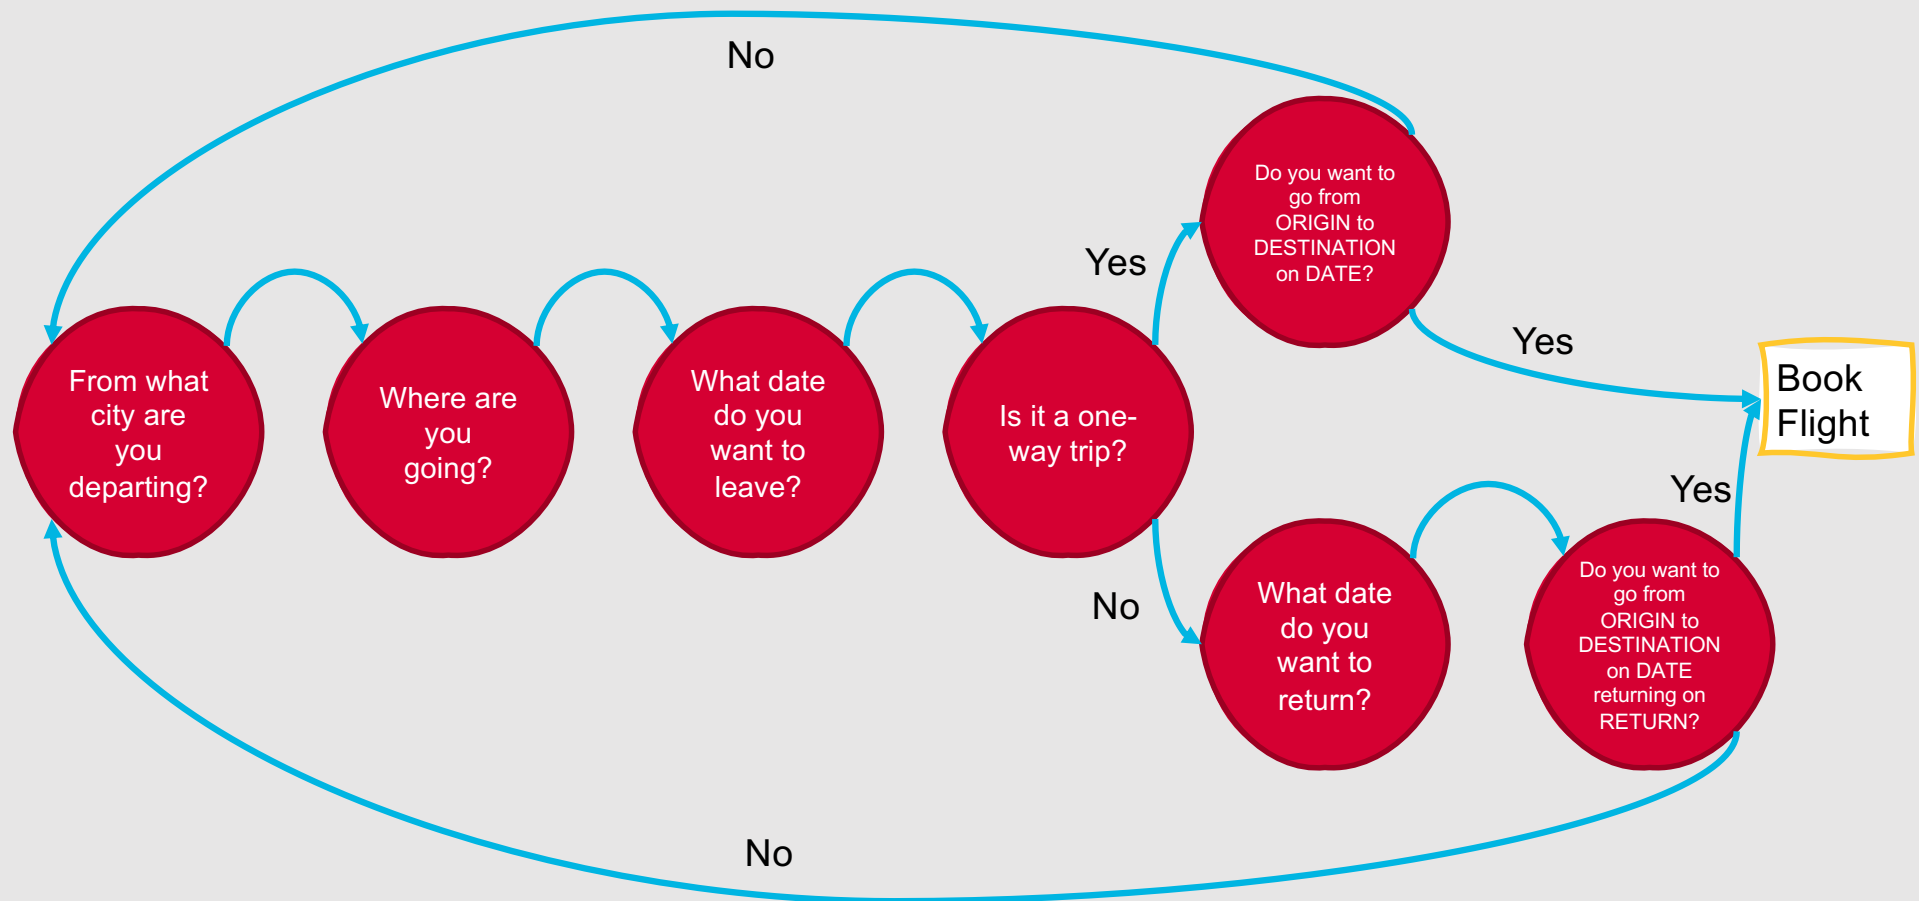 No
Do you want to
go from
ORIGIN to
DESTINATION
on DATE?
Yes
Yes
From what
city are
you
departing?
Where are
you
going?
What date
do you
want to
leave?
Is it a one-
way trip?
Book
Flight
Yes
No
What date
do you
want to
return?
Do you want to
go from
ORIGIN to
DESTINATION
on DATE
returning on
RETURN?
No